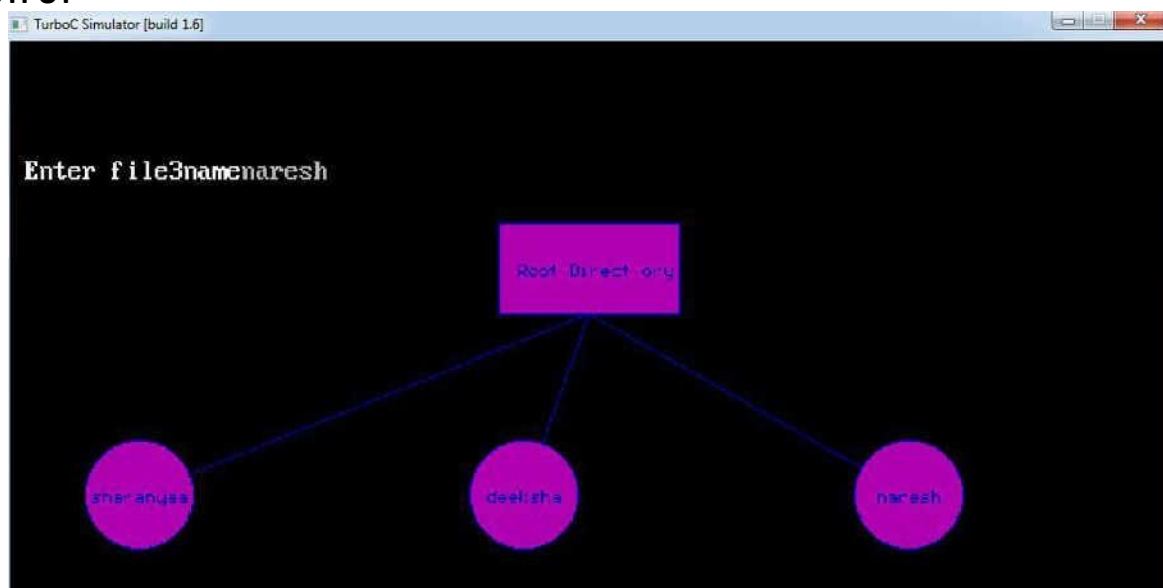 TurboC Simulator [build 1.6]
Enter file3namenaresh
Root Directory
sharanyaa
deeksha
naresh